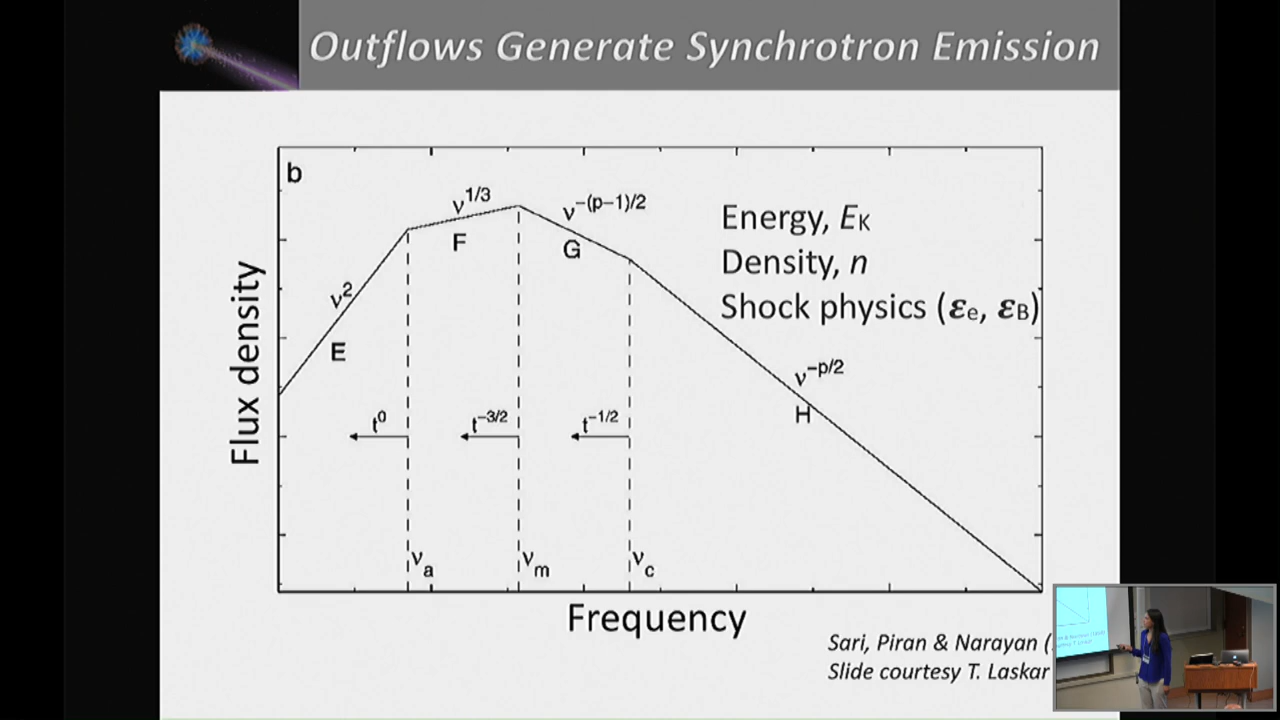 Outflows Generate Synchrotron Emission
b
ν^1/3
ν^−(p−1)/2
Energy, E_K
F
G
Density, n
ν^2
Shock physics (ε_e, ε_B)
E
ν^−p/2
H
t^0
t^−3/2
t^−1/2
Flux density
ν_a
ν_m
ν_c
Frequency
Sari, Piran & Narayan (
Slide courtesy T. Laskar